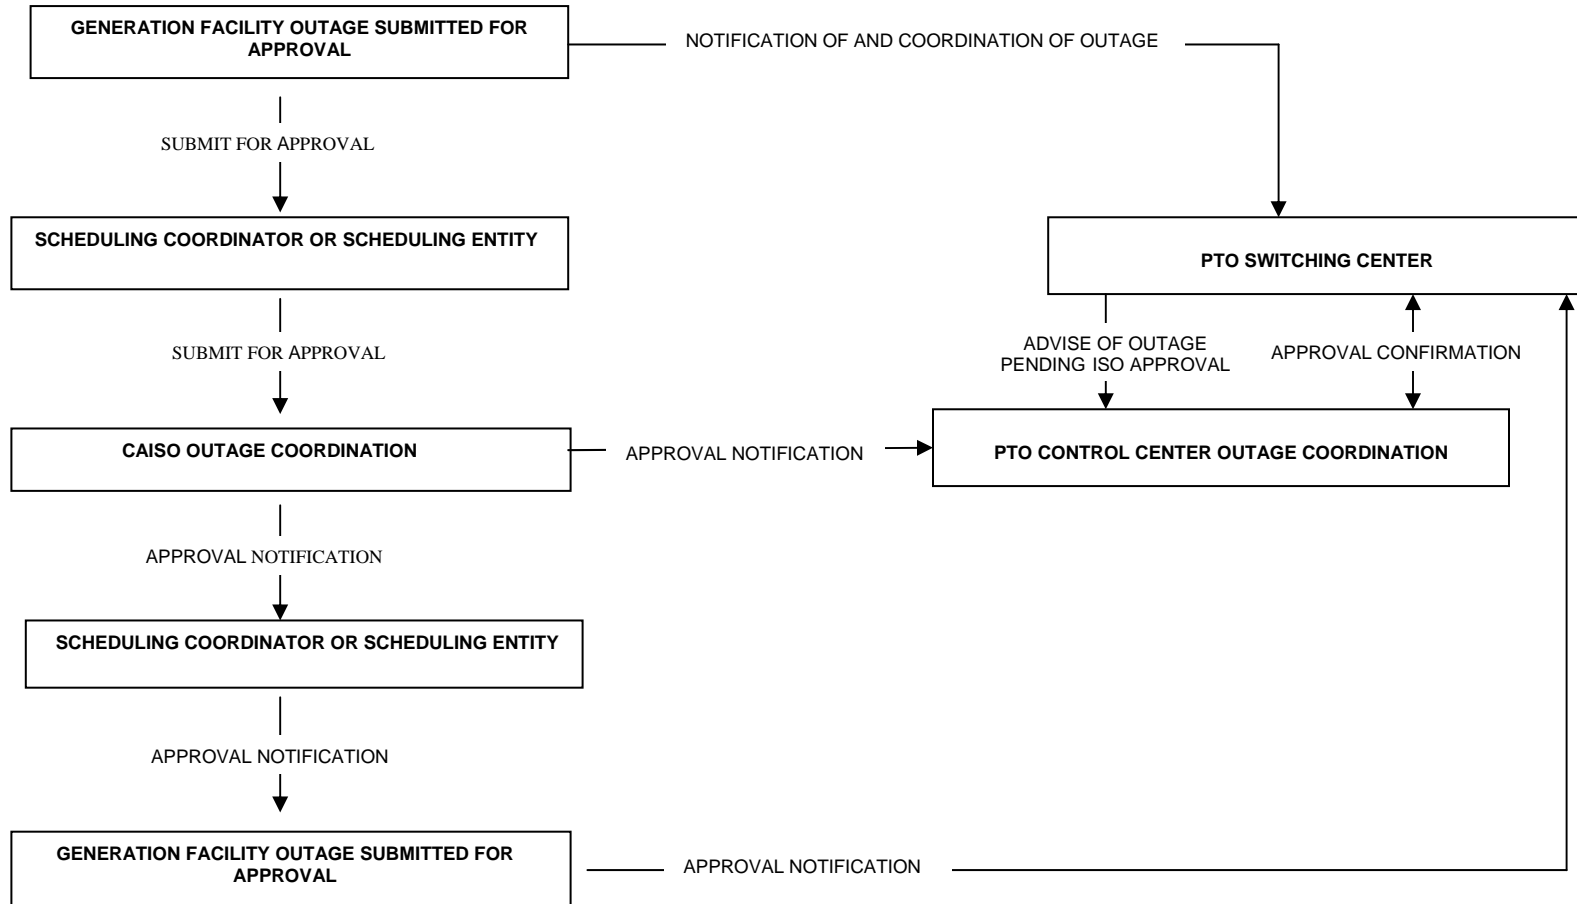 GENERATION FACILITY OUTAGE SUBMITTED FOR
APPROVAL
NOTIFICATION OF AND COORDINATION OF OUTAGE
SUBMIT FOR APPROVAL
SCHEDULING COORDINATOR OR SCHEDULING ENTITY
PTO SWITCHING CENTER
SUBMIT FOR APPROVAL
ADVISE OF OUTAGE
PENDING ISO APPROVAL
APPROVAL CONFIRMATION
CAISO OUTAGE COORDINATION
APPROVAL NOTIFICATION
PTO CONTROL CENTER OUTAGE COORDINATION
APPROVAL NOTIFICATION
SCHEDULING COORDINATOR OR SCHEDULING ENTITY
APPROVAL NOTIFICATION
GENERATION FACILITY OUTAGE SUBMITTED FOR
APPROVAL
APPROVAL NOTIFICATION